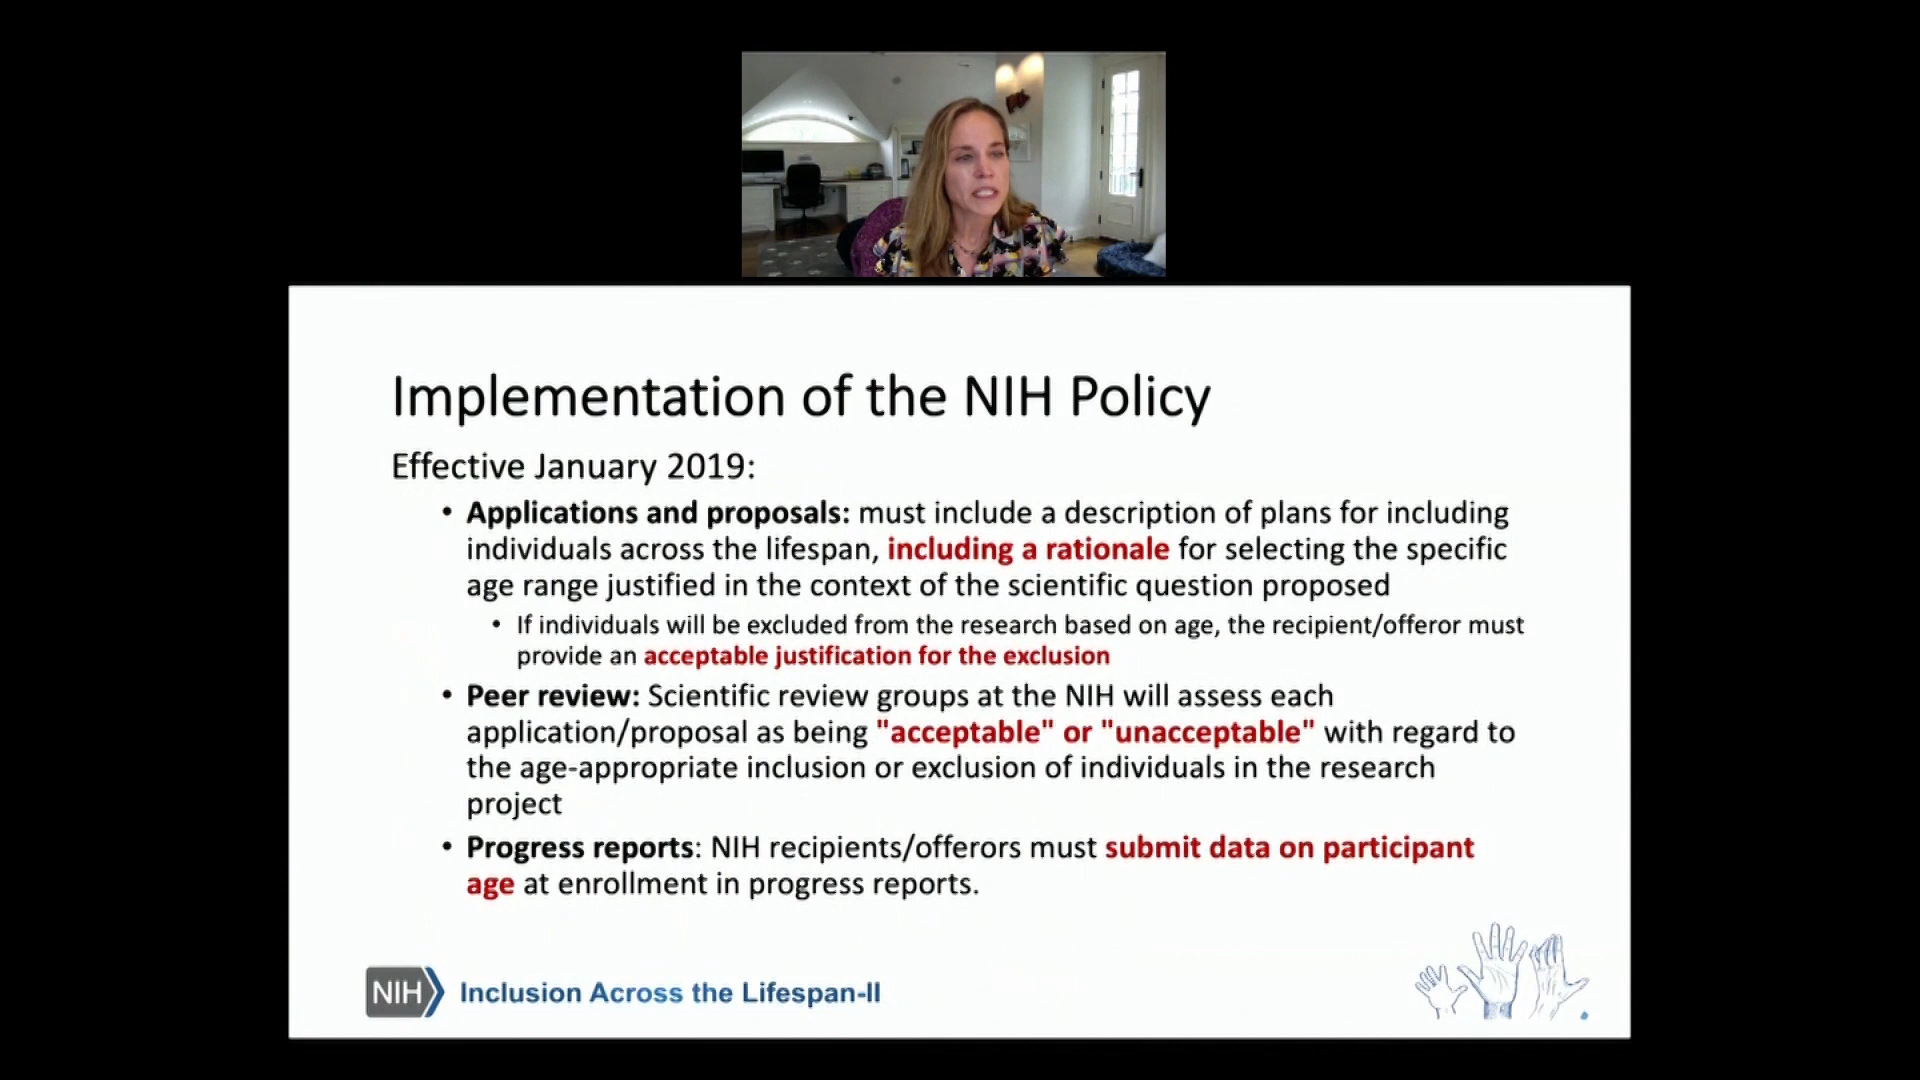 Implementation of the NIH Policy
Effective January 2019:
• Applications and proposals: must include a description of plans for including
individuals across the lifespan, including a rationale for selecting the specific
age range justified in the context of the scientific question proposed
• If individuals will be excluded from the research based on age, the recipient/offeror must
provide an acceptable justification for the exclusion
• Peer review: Scientific review groups at the NIH will assess each
application/proposal as being "acceptable" or "unacceptable" with regard to
the age-appropriate inclusion or exclusion of individuals in the research
project
• Progress reports: NIH recipients/offerors must submit data on participant
age at enrollment in progress reports.
NIH Inclusion Across the Lifespan-II